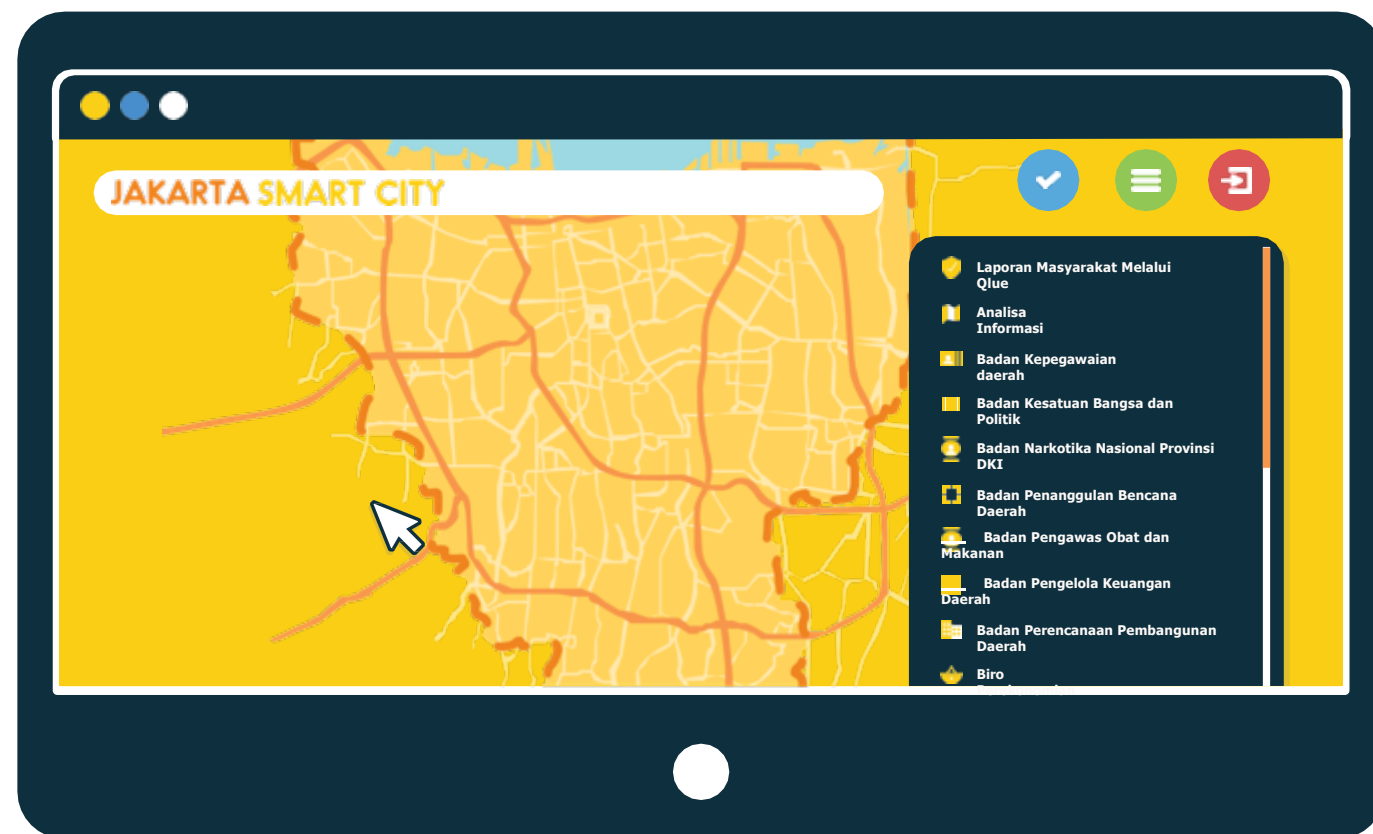 JAKARTA SMART CITY
Laporan Masyarakat Melalui
Qlue
Analisa
Informasi
Badan Kepegawaian
daerah
Badan Kesatuan Bangsa dan
Politik
Badan Narkotika Nasional Provinsi
DKI
Badan Penanggulan Bencana
Daerah
Badan Pengawas Obat dan
Makanan
Badan Pengelola Keuangan
Daerah
Badan Perencanaan Pembangunan
Daerah
Biro